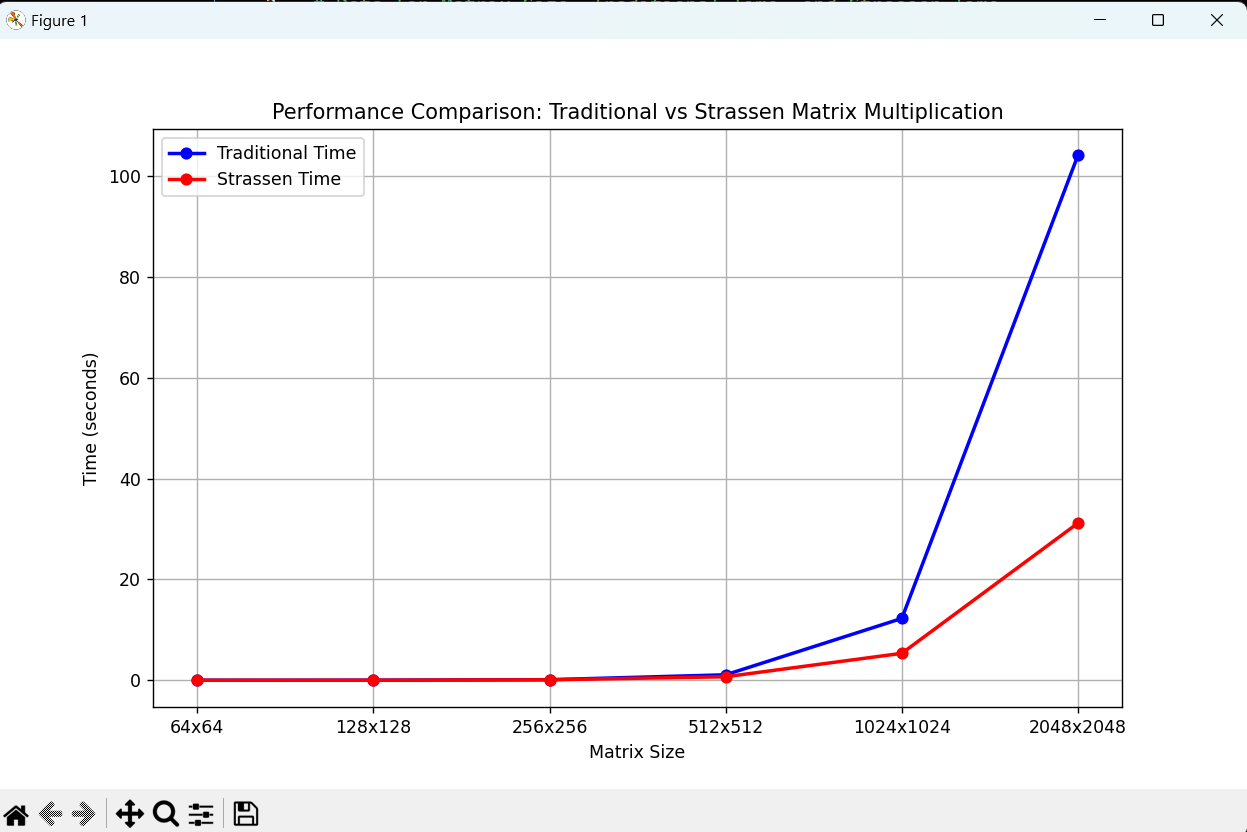 Figure 1
Performance Comparison: Traditional vs Strassen Matrix Multiplication
Traditional Time
Strassen Time
100
80
60
40
20
0
Time (seconds)
64x64
128x128
256x256
512x512
1024x1024
2048x2048
Matrix Size